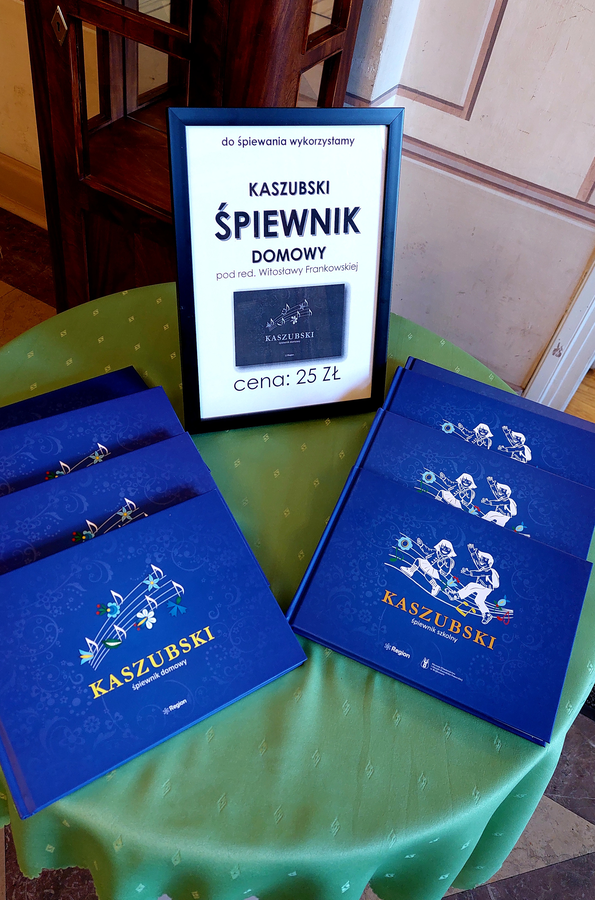 do śpiewania wykorzystamy
KASZUBSKI
ŚPIEWNIK
DOMOWY
pod red. Witosławy Frankowskiej
KASZUBSKI
cena: 25 ZŁ
KASZUBSKI
śpiewnik domowy
Region
KASZUBSKI
śpiewnik szkolny
Region